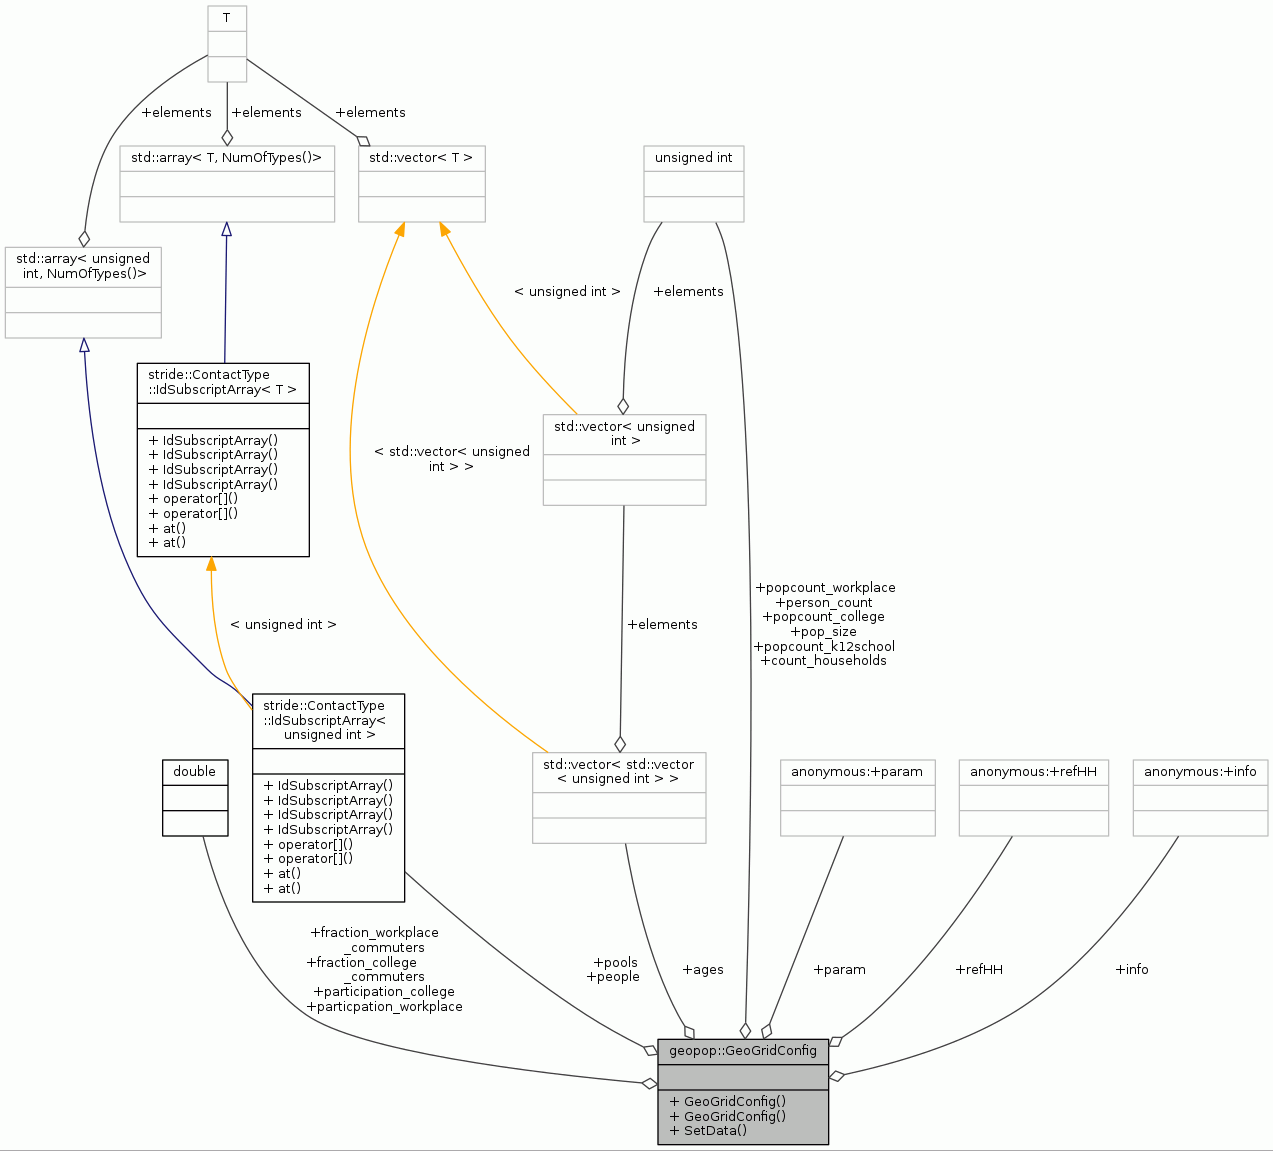 T
+elements
+elements
+elements
std::array< T, NumOfTypes()>
std::vector< T >
unsigned int
std::array< unsigned
int, NumOfTypes()>
< unsigned int >
+elements
stride::ContactType
::IdSubscriptArray< T >
+ IdSubscriptArray()
+ IdSubscriptArray()
+ IdSubscriptArray()
+ IdSubscriptArray()
+ operator[]()
+ operator[]()
+ at()
+ at()
< std::vector< unsigned
int > >
std::vector< unsigned
int >
+popcount_workplace
+person_count
+popcount_college
+pop_size
+popcount_k12school
+count_households
< unsigned int >
+elements
stride::ContactType
::IdSubscriptArray<
unsigned int >
+ IdSubscriptArray()
+ IdSubscriptArray()
+ IdSubscriptArray()
+ IdSubscriptArray()
+ operator[]()
+ operator[]()
+ at()
+ at()
double
std::vector< std::vector
< unsigned int > >
anonymous:+param
anonymous:+refHH
anonymous:+info
+fraction_workplace
_commuters
+fraction_college
_commuters
+participation_college
+particpation_workplace
+pools
+people
+ages
+param
+refHH
+info
geopop::GeoGridConfig
+ GeoGridConfig()
+ GeoGridConfig()
+ SetData()